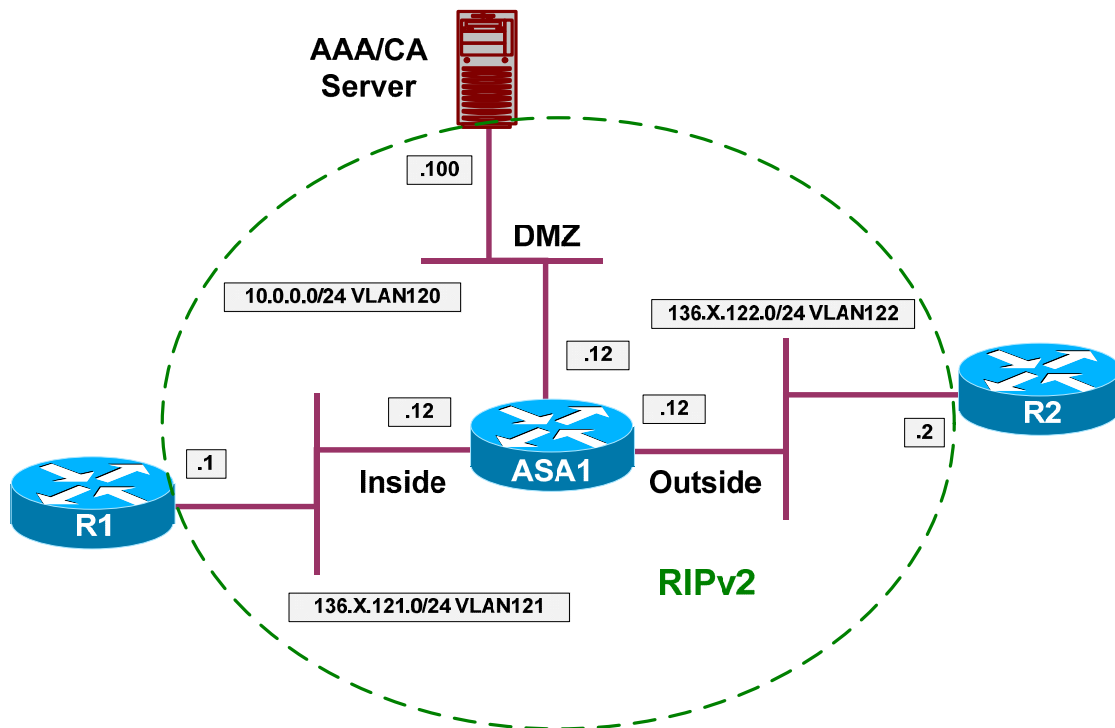 AAA/CA
Server
.100
DMZ
10.0.0.0/24 VLAN120
136.X.122.0/24 VLAN122
.12
.12
.12
R2
.2
.1
Inside
ASA1
Outside
R1
RIPv2
136.X.121.0/24 VLAN121